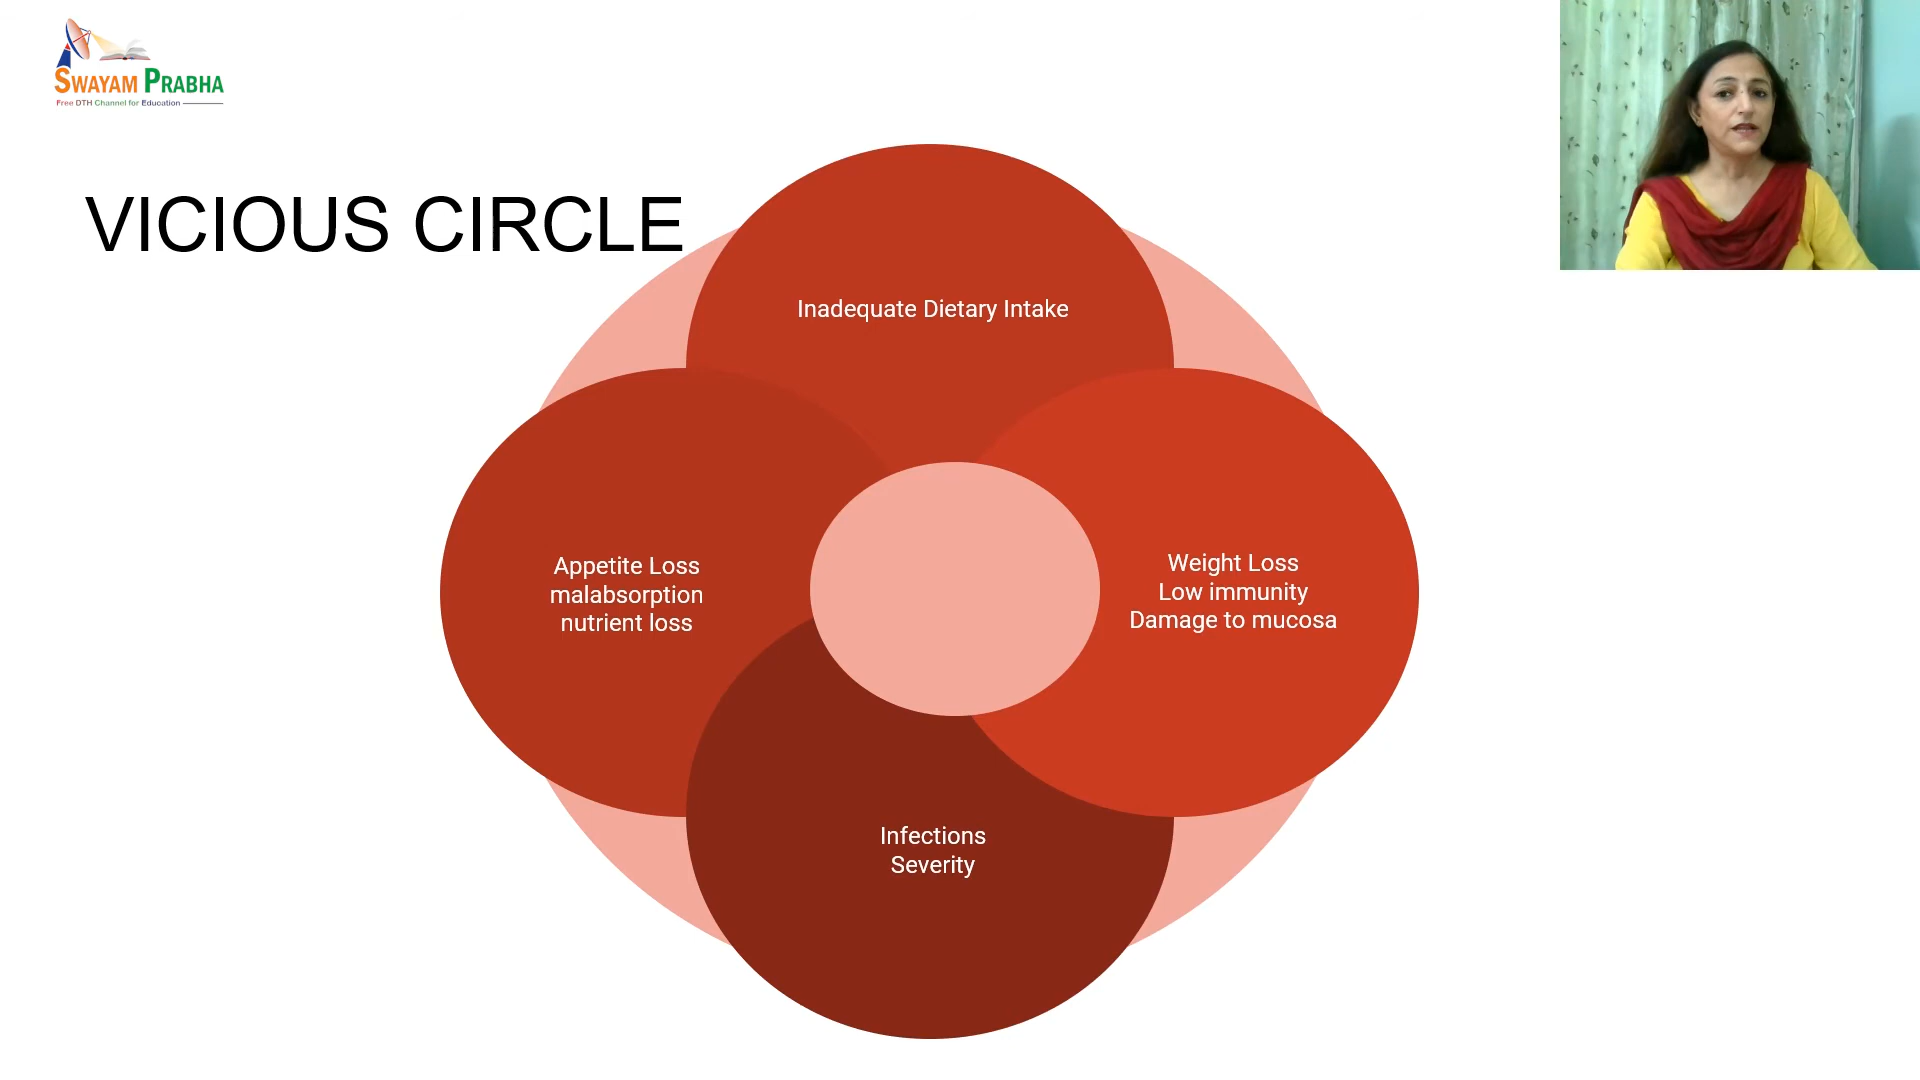 SWAYAM PRABHA
Free DTH Channel for Education
VICIOUS CIRCLE
Inadequate Dietary Intake
Appetite Loss
malabsorption
nutrient loss
Weight Loss
Low immunity
Damage to mucosa
Infections
Severity